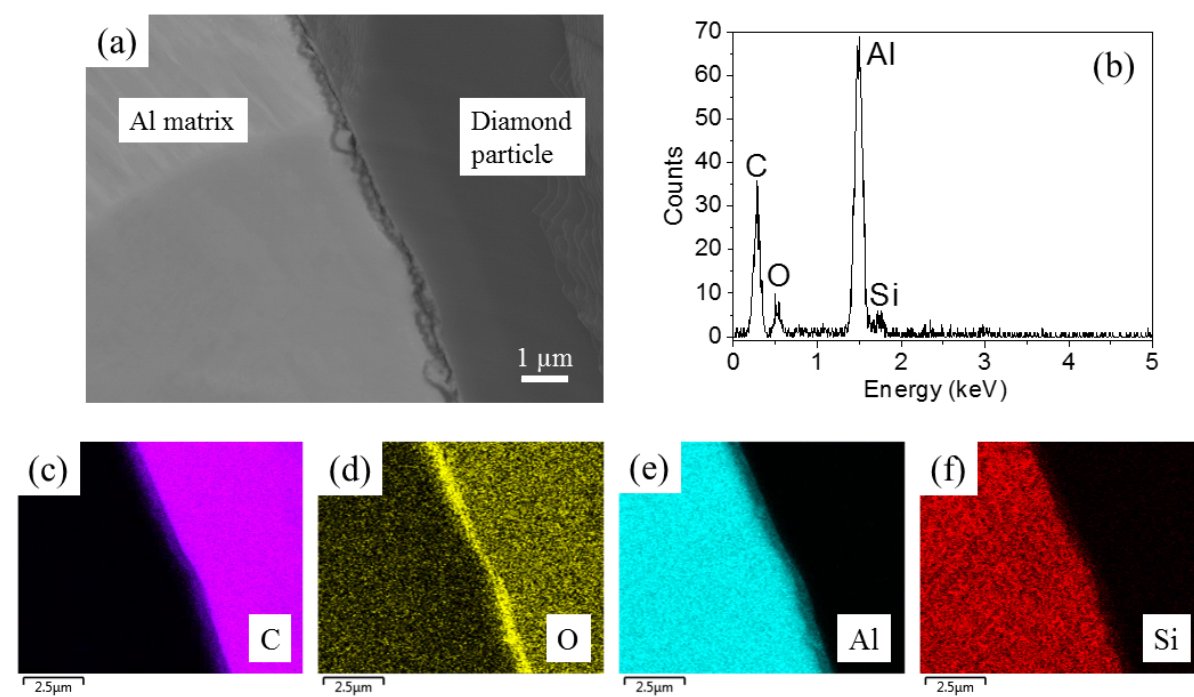 (a)
Al matrix
Diamond
particle
1 µm
(b)
70
60
50
40
30
20
10
0
Counts
C
O
Al
Si
0
1
2
3
4
5
Energy (keV)
(c)
C
2.5µm
(d)
O
2.5µm
(e)
Al
2.5µm
(f)
Si
2.5µm